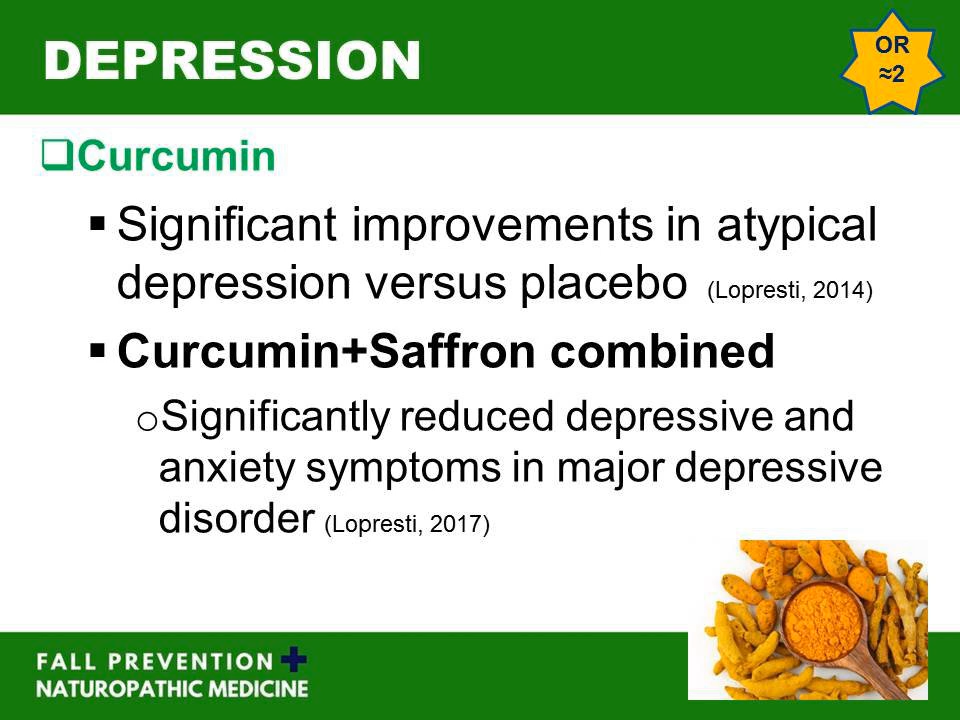 DEPRESSION
OR
≈2
❑Curcumin
▪ Significant improvements in atypical
depression versus placebo (Lopresti, 2014)
▪ Curcumin+Saffron combined
oSignificantly reduced depressive and
anxiety symptoms in major depressive
disorder (Lopresti, 2017)
FALL PREVENTION +
NATUROPATHIC MEDICINE